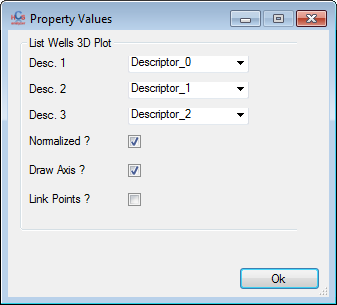 Property Values
List Wells 3D Plot
Desc. 1 Descriptor_0
Desc. 2 Descriptor_1
Desc. 3 Descriptor_2
Normalized ?
Draw Axis ?
Link Points ?
Ok